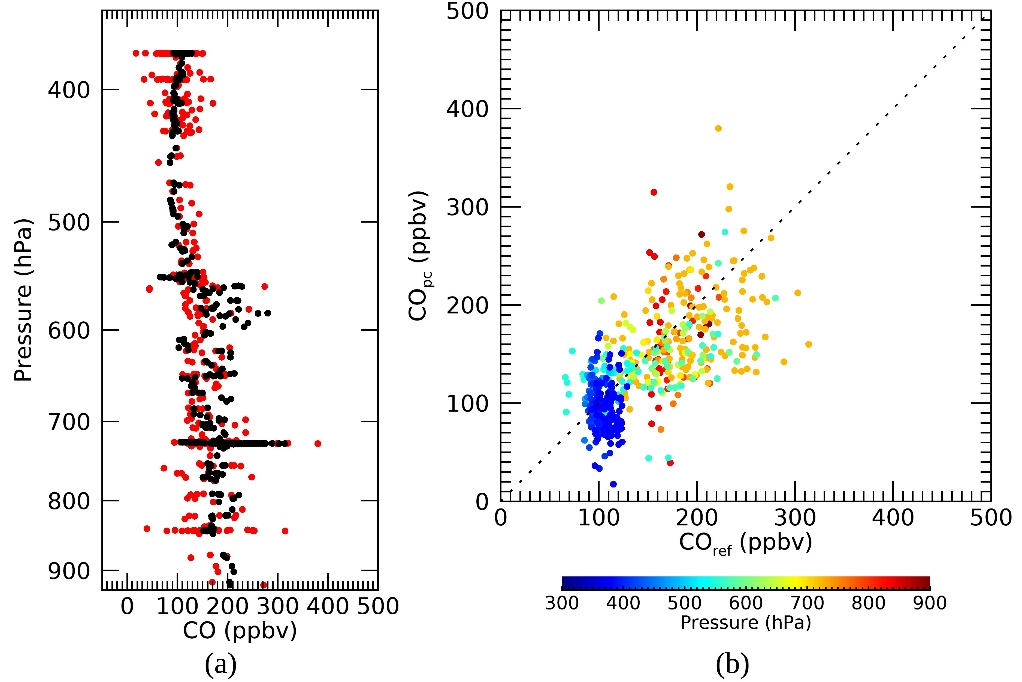 400
500
600
700
800
900
Pressure (hPa)
0 100 200 300 400 500
CO (ppbv)
(a)
500
400
300
200
100
0
CO_pc (ppbv)
0 100 200 300 400 500
CO_ref (ppbv)
300 400 500 600 700 800 900
Pressure (hPa)
(b)